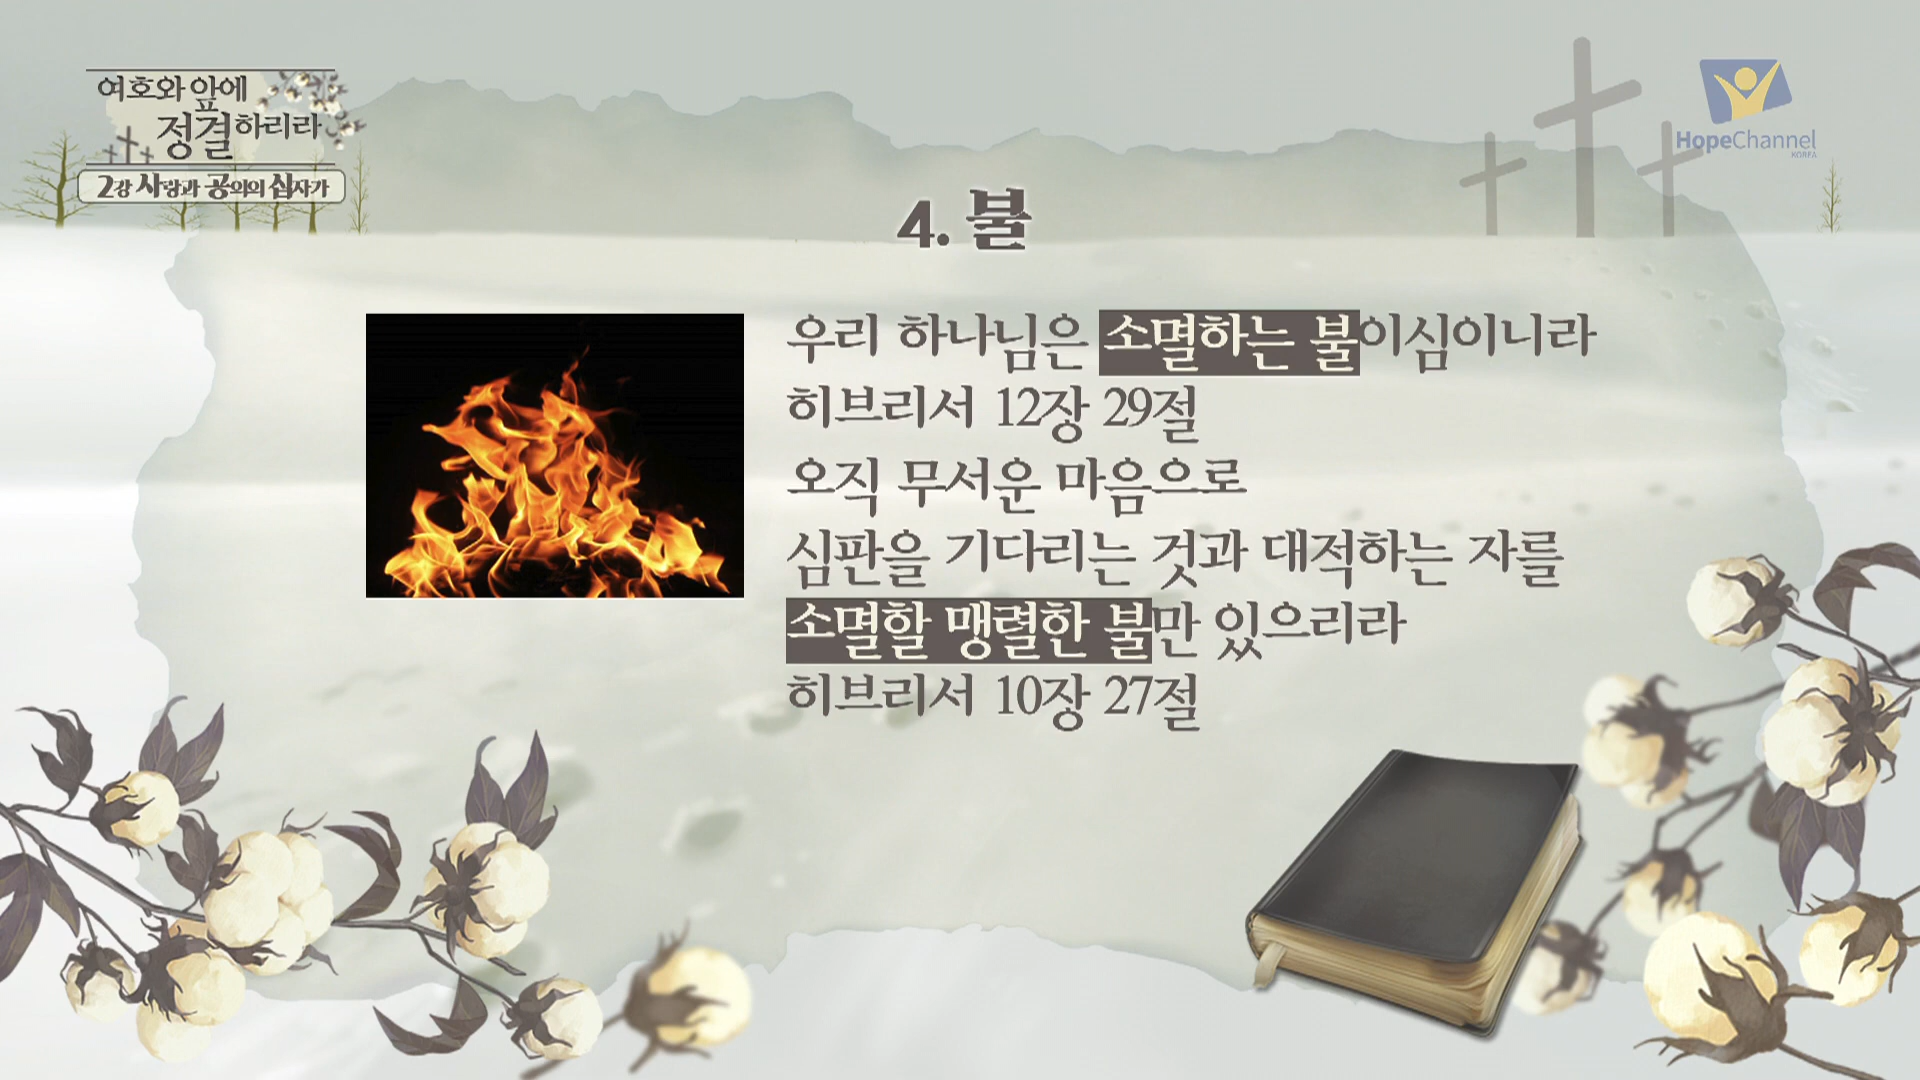 여호와 앞에
정결하리라
2강 사랑과 공의의 십자가
HopeChannel
KOREA
4. 불
우리 하나님은 소멸하는 불이심이니라
히브리서 12장 29절
오직 무서운 마음으로
심판을 기다리는 것과 대적하는 자를
소멸할 맹렬한 불만 있으리라
히브리서 10장 27절